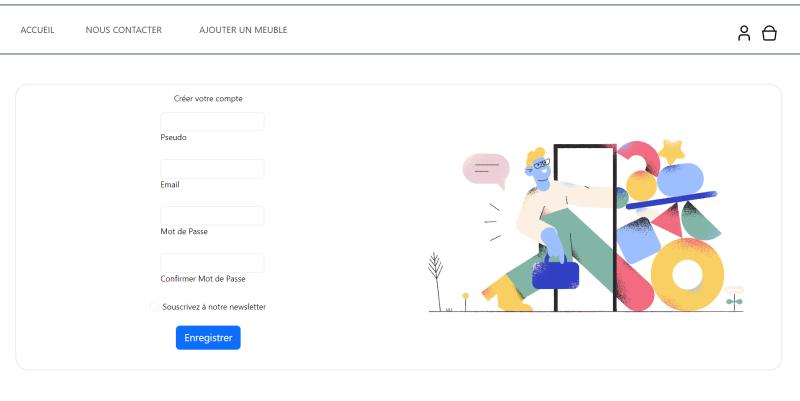 ACCUEIL NOUS CONTACTER AJOUTER UN MEUBLE
Créer votre compte
Pseudo
Email
Mot de Passe
Confirmer Mot de Passe
Souscrivez à notre newsletter
Enregistrer